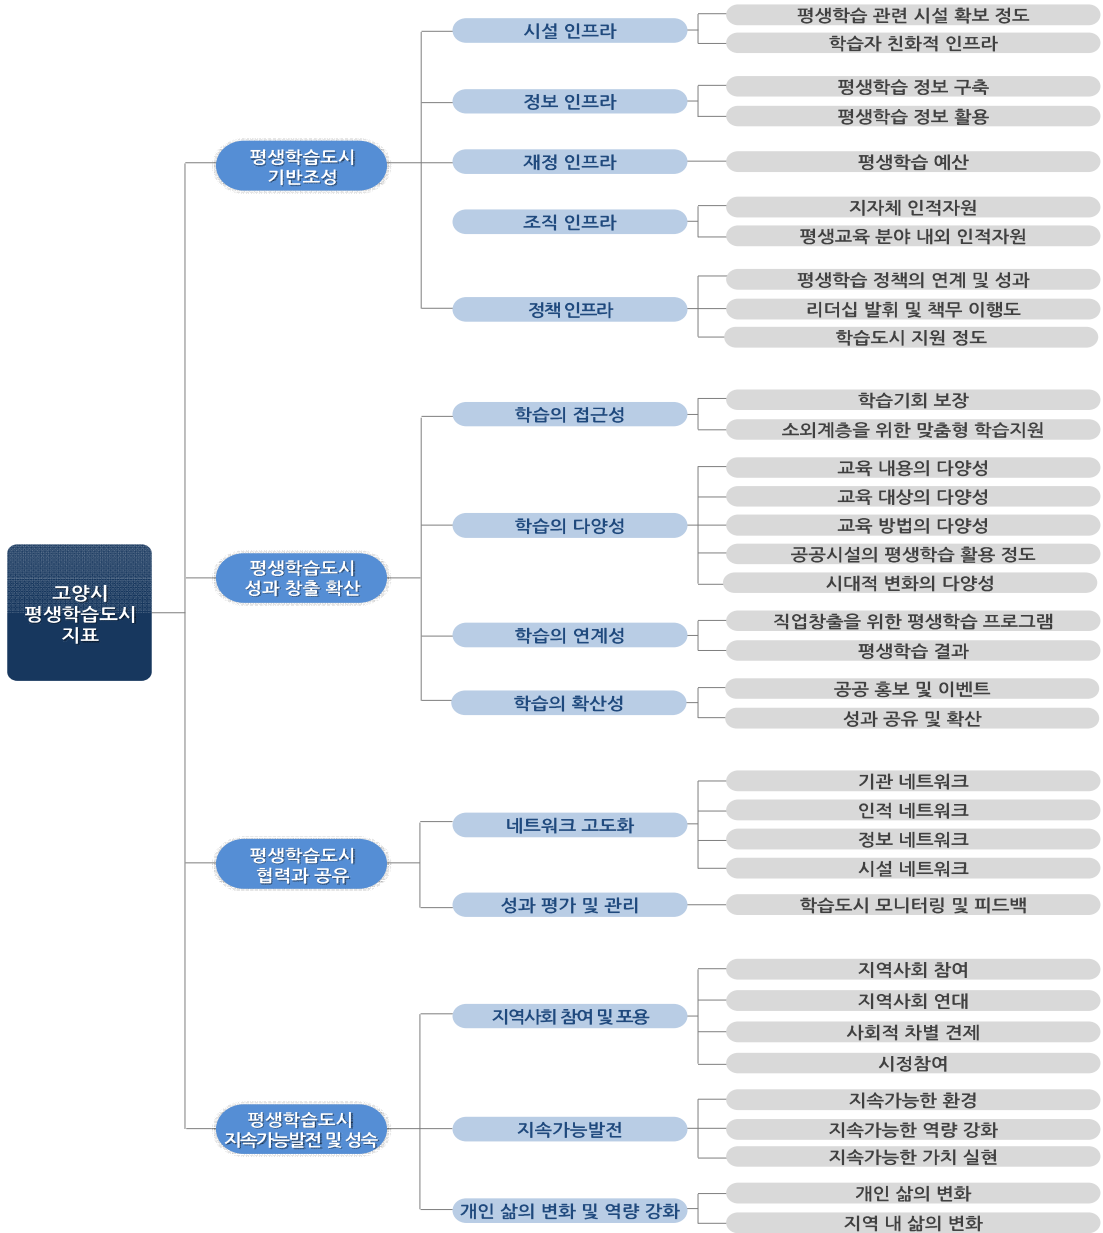 고양시
평생학습도시
지표
평생학습도시
기반조성
시설 인프라
평생학습 관련 시설 확보 정도
학습자 친화적 인프라
정보 인프라
평생학습 정보 구축
평생학습 정보 활용
재정 인프라
평생학습 예산
조직 인프라
지자체 인적자원
평생교육 분야 내외 인적자원
정책 인프라
평생학습 정책의 연계 및 성과
리더십 발휘 및 책무 이행도
학습도시 지원 정도
평생학습도시
성과 창출 확산
학습의 접근성
학습기회 보장
소외계층을 위한 맞춤형 학습지원
학습의 다양성
교육 내용의 다양성
교육 대상의 다양성
교육 방법의 다양성
공공시설의 평생학습 활용 정도
시대적 변화의 다양성
학습의 연계성
직업창출을 위한 평생학습 프로그램
평생학습 결과
학습의 확산성
공공 홍보 및 이벤트
성과 공유 및 확산
평생학습도시
협력과 공유
네트워크 고도화
기관 네트워크
인적 네트워크
정보 네트워크
시설 네트워크
성과 평가 및 관리
학습도시 모니터링 및 피드백
평생학습도시
지속가능발전 및 성숙
지역사회 참여 및 포용
지역사회 참여
지역사회 연대
사회적 차별 견제
시정참여
지속가능발전
지속가능한 환경
지속가능한 역량 강화
지속가능한 가치 실현
개인 삶의 변화 및 역량 강화
개인 삶의 변화
지역 내 삶의 변화